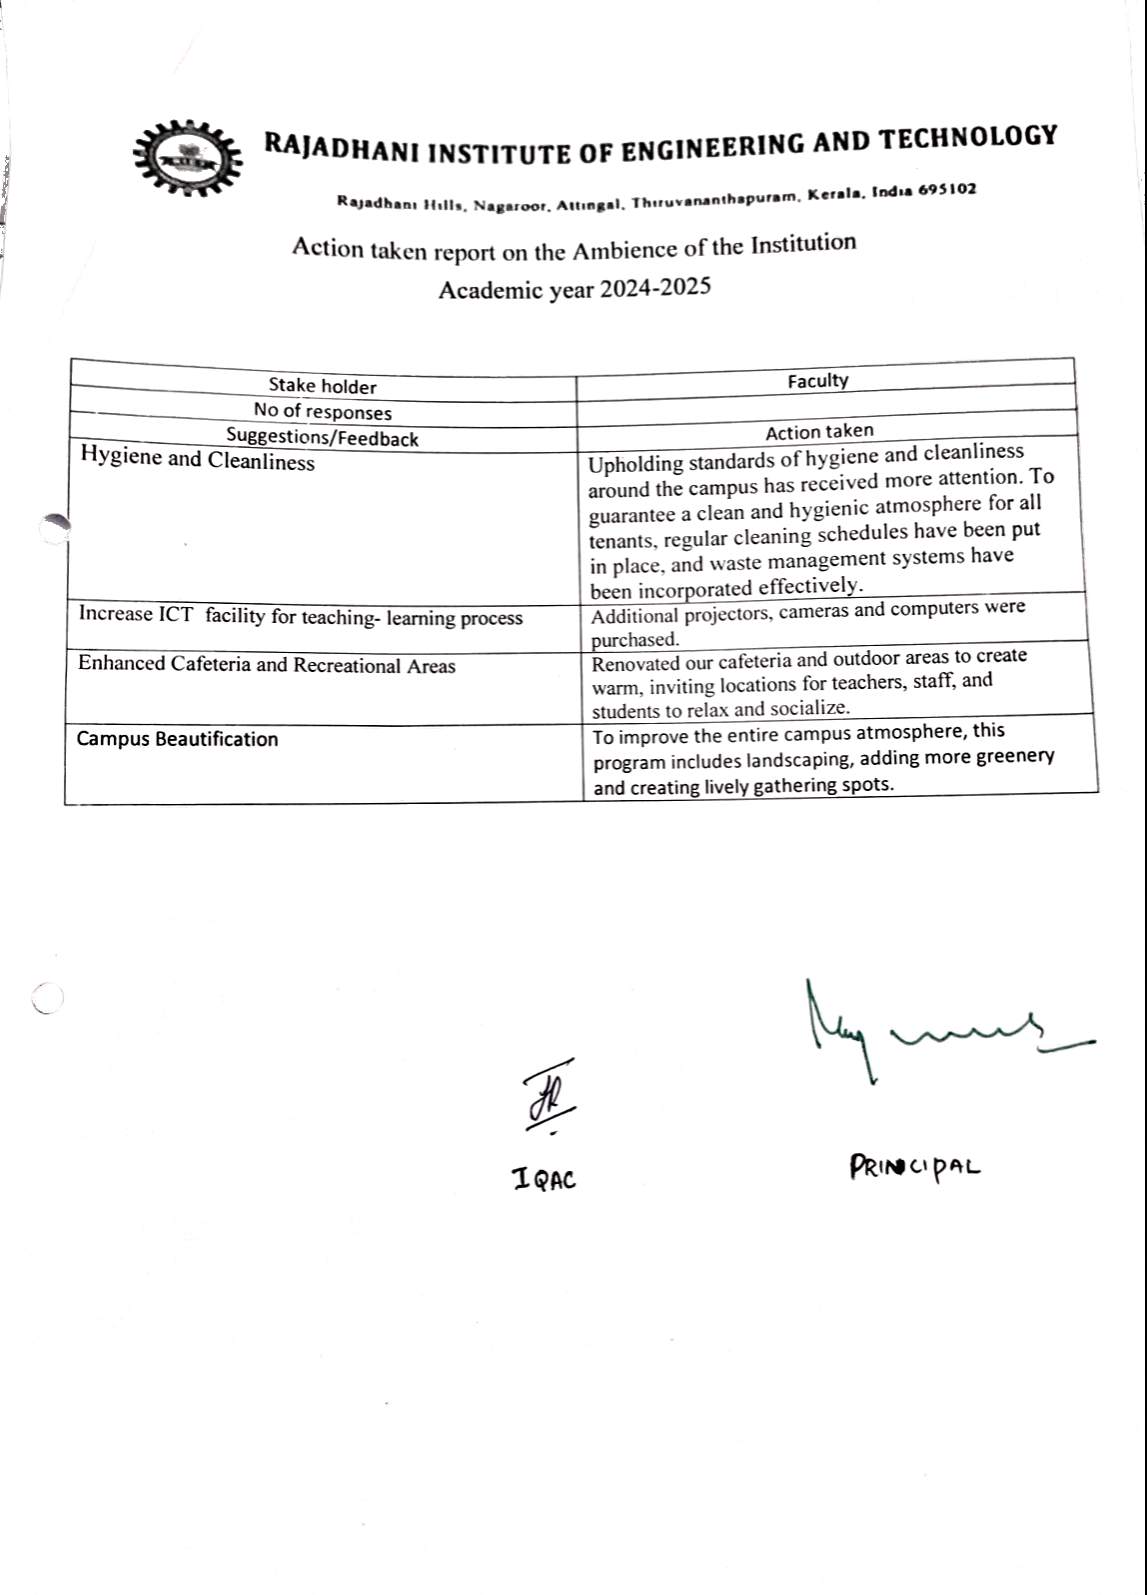 RAJADHANI INSTITUTE OF ENGINEERING AND TECHNOLOGY
Rajadhani Hills, Nagaroor, Attingal, Thiruvananthapuram, Kerala, India 695102
Action taken report on the Ambience of the Institution
Academic year 2024-2025
Stake holder
Faculty
No of responses
Suggestions/Feedback
Action taken
Hygiene and Cleanliness
Upholding standards of hygiene and cleanliness
around the campus has received more attention. To
guarantee a clean and hygienic atmosphere for all
tenants, regular cleaning schedules have been put
in place, and waste management systems have
been incorporated effectively.
Increase ICT  facility for teaching- learning process
Additional projectors, cameras and computers were
purchased.
Enhanced Cafeteria and Recreational Areas
Renovated our cafeteria and outdoor areas to create
warm, inviting locations for teachers, staff, and
students to relax and socialize.
Campus Beautification
To improve the entire campus atmosphere, this
program includes landscaping, adding more greenery
and creating lively gathering spots.
IQAC
PRINCIPAL